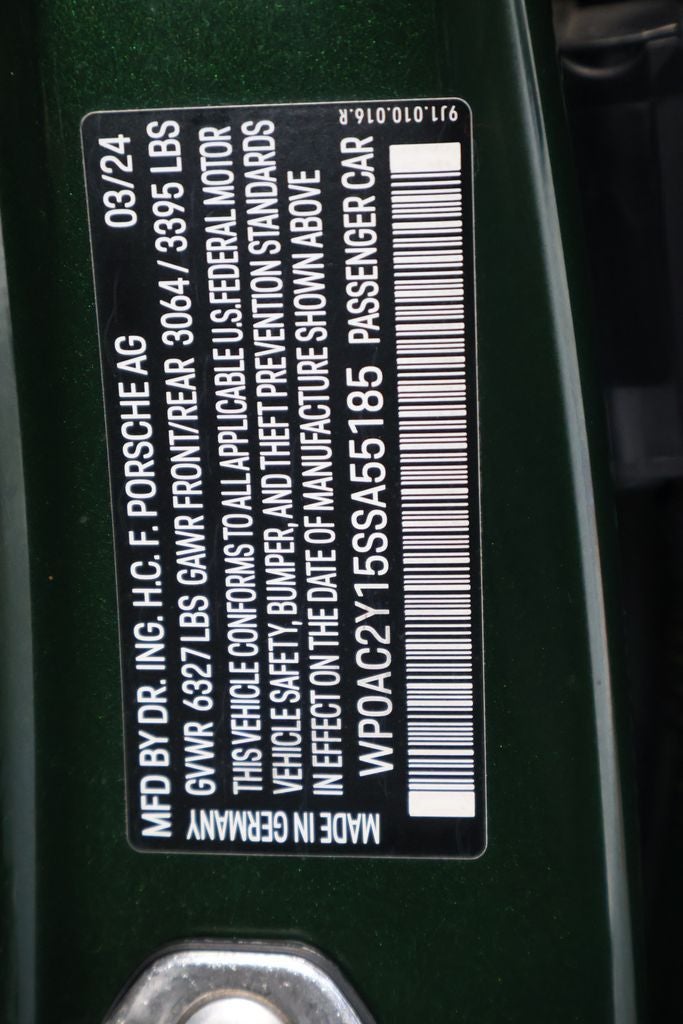 MFD BY DR. ING. H.C. F. PORSCHE AG 03/24
GVWR 6327 LBS GAWR FRONT/REAR 3064 / 3395 LBS
THIS VEHICLE CONFORMS TO ALL APPLICABLE U.S.FEDERAL MOTOR
VEHICLE SAFETY, BUMPER, AND THEFT PREVENTION STANDARDS
IN EFFECT ON THE DATE OF MANUFACTURE SHOWN ABOVE
WP0AC2Y15SSA55185 PASSENGER CAR
MADE IN GERMANY
9J1.010.016.R